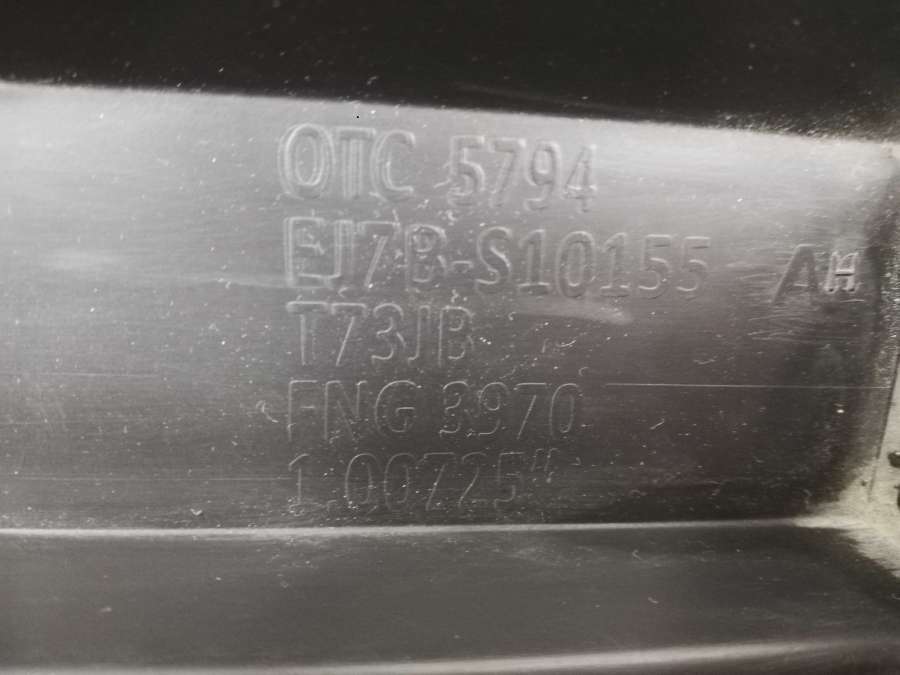 OTC 5794
EJ7B-S10155 AH
T73JB
FNG 3970
1.00725"